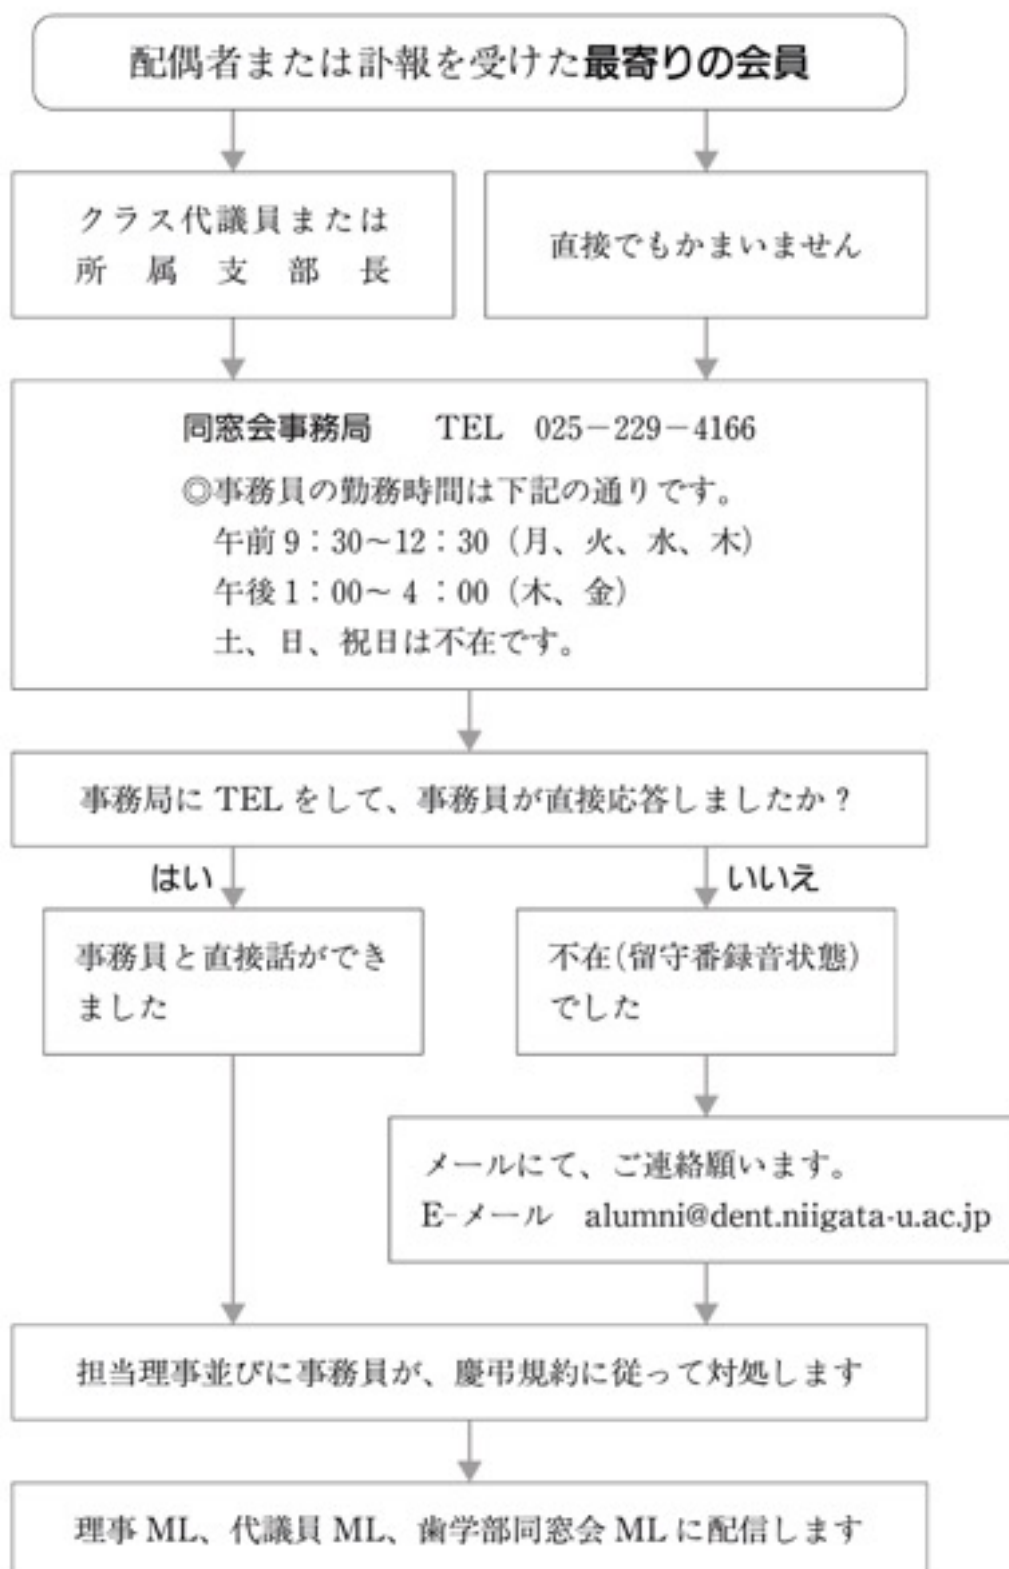 配偶者または訃報を受けた最寄りの会員
クラス代議員または
所属支部長
直接でもかまいません
同窓会事務局　TEL　025－229－4166
◎事務員の勤務時間は下記の通りです。
午前9：30～12：30（月、火、水、木）
午後1：00～4：00（木、金）
土、日、祝日は不在です。
事務局に TEL をして、事務員が直接応答しましたか？
はい
いいえ
事務員と直接話ができ
ました
不在（留守番録音状態）
でした
メールにて、ご連絡願います。
E-メール　alumni@dent.niigata-u.ac.jp
担当理事並びに事務員が、慶弔規約に従って対処します
理事 ML、代議員 ML、歯学部同窓会 ML に配信します